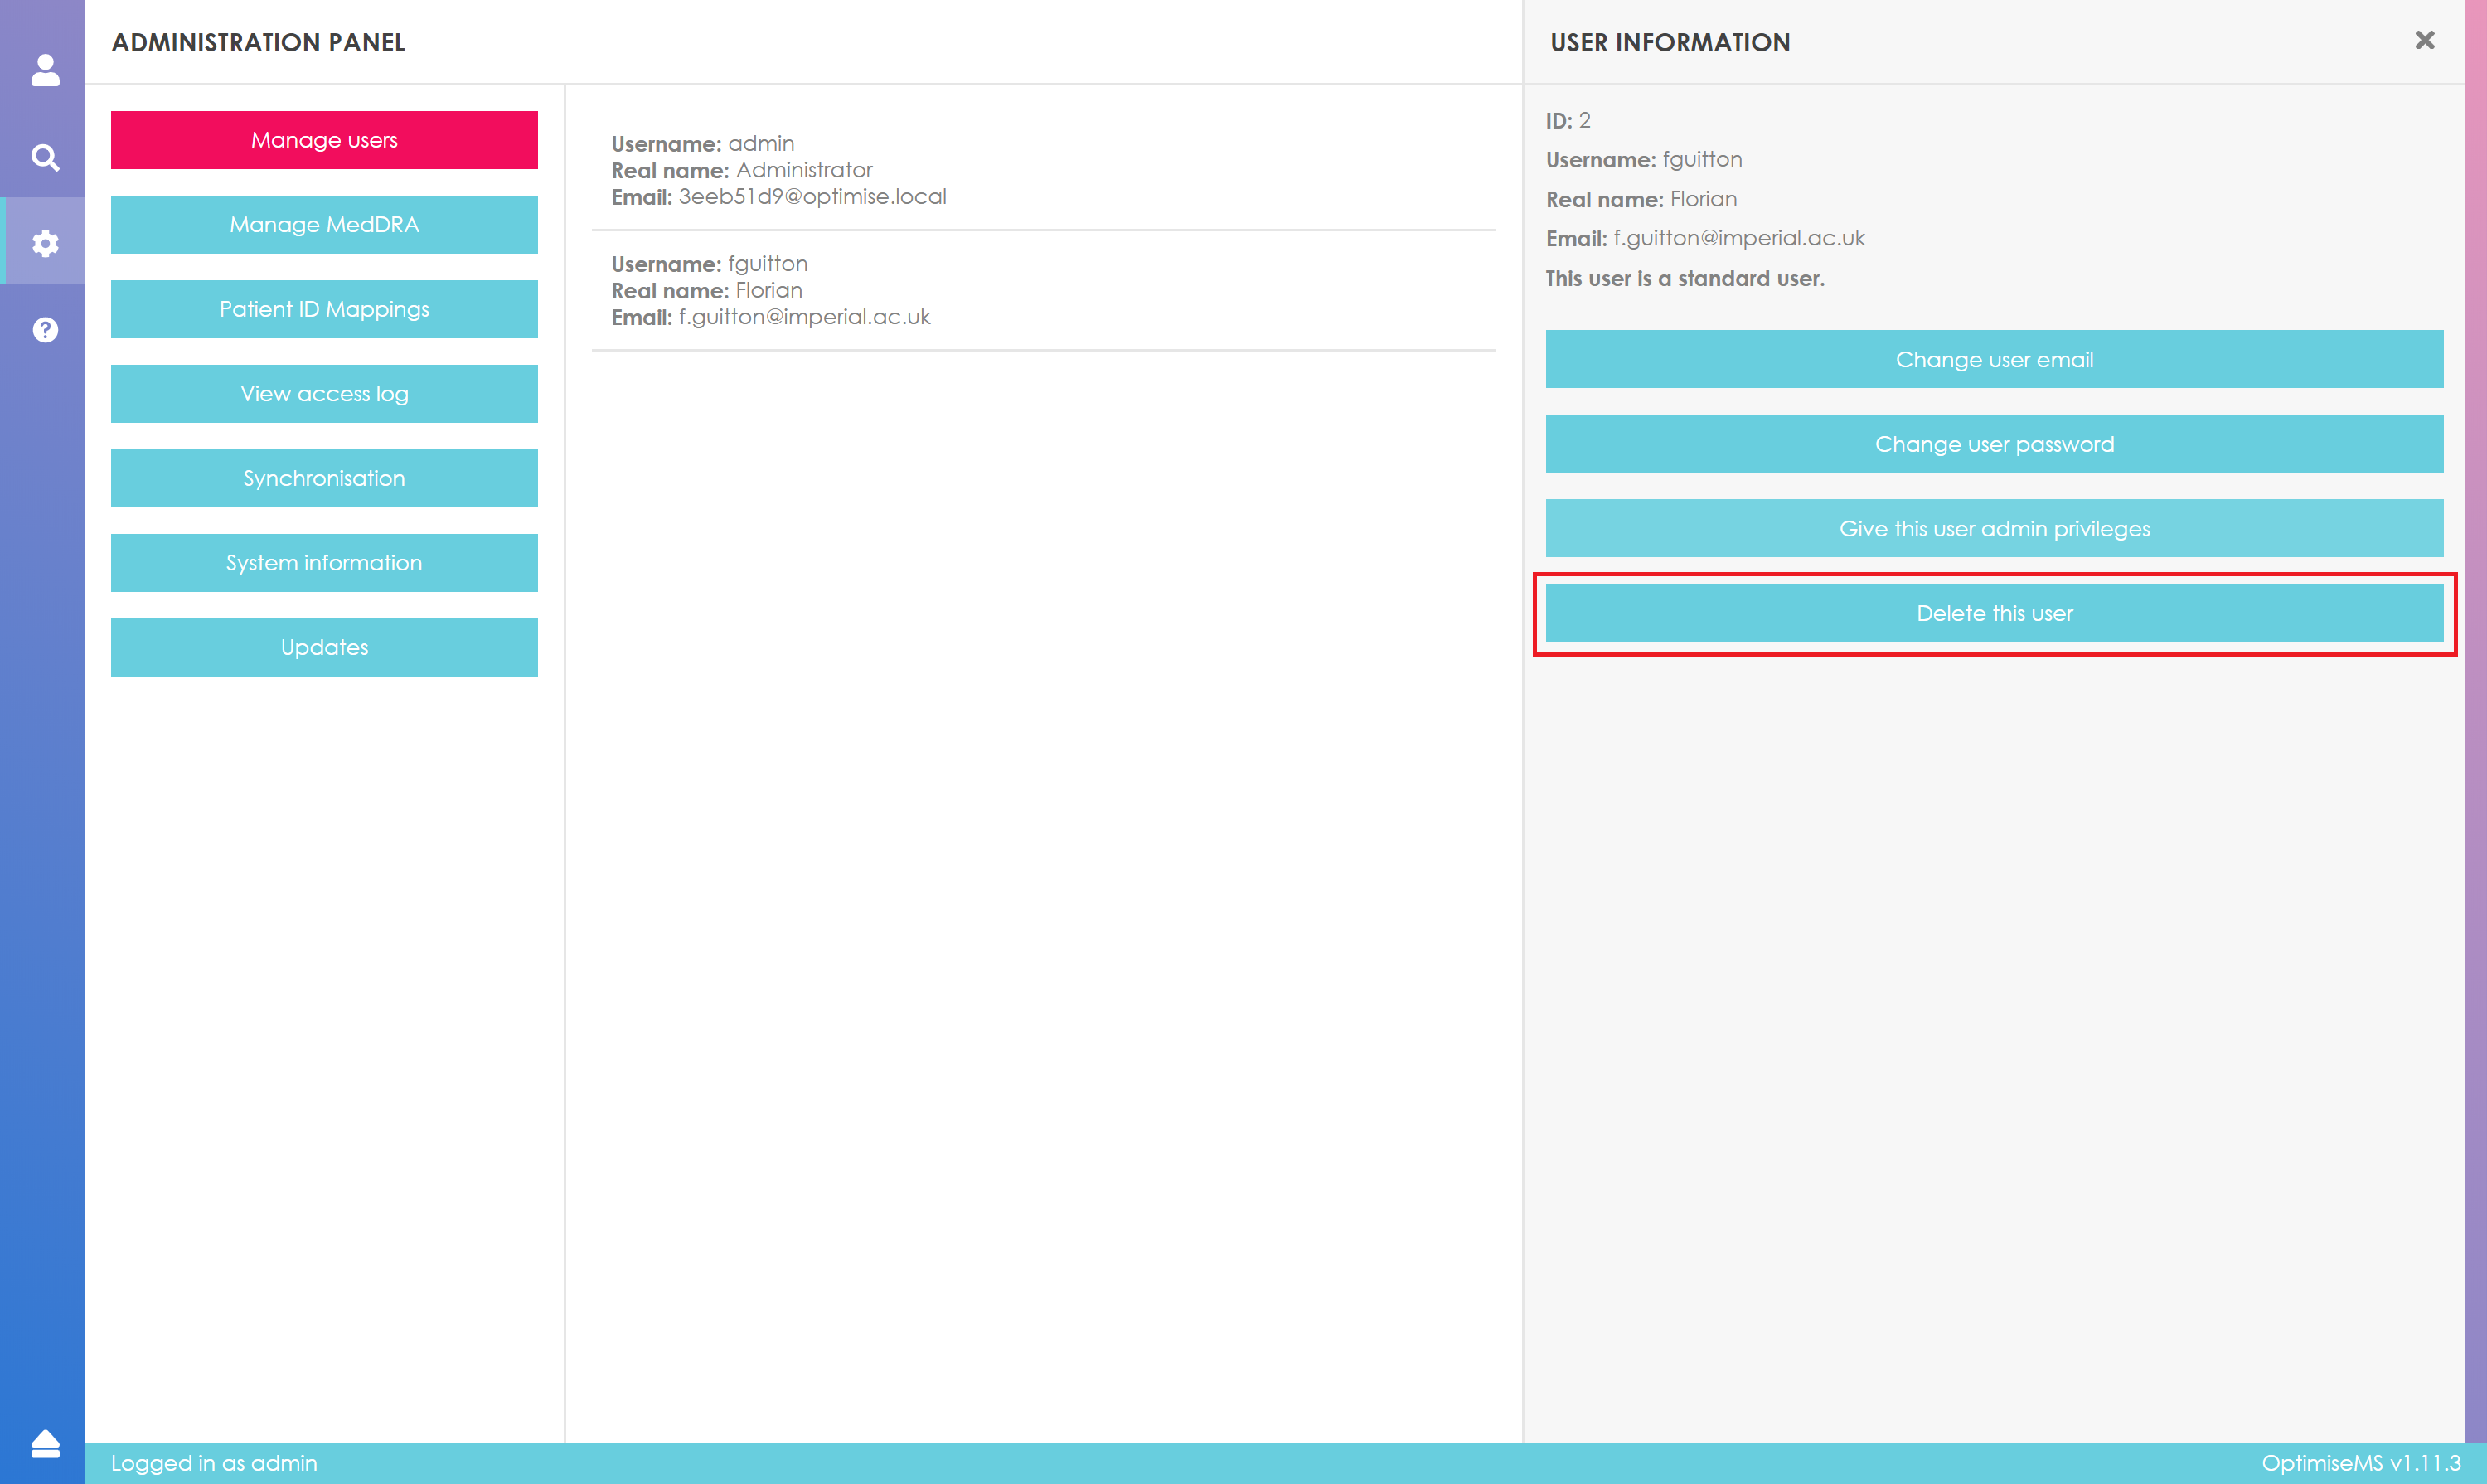 ADMINISTRATION PANEL
Manage users
Manage MedDRA
Patient ID Mappings
View access log
Synchronisation
System information
Updates
Username: admin
Real name: Administrator
Email: 3eeb51d9@optimise.local
Username: fguitton
Real name: Florian
Email: f.guitton@imperial.ac.uk
USER INFORMATION
ID: 2
Username: fguitton
Real name: Florian
Email: f.guitton@imperial.ac.uk
This user is a standard user.
Change user email
Change user password
Give this user admin privileges
Delete this user
Logged in as admin
OptimiseMS v1.11.3